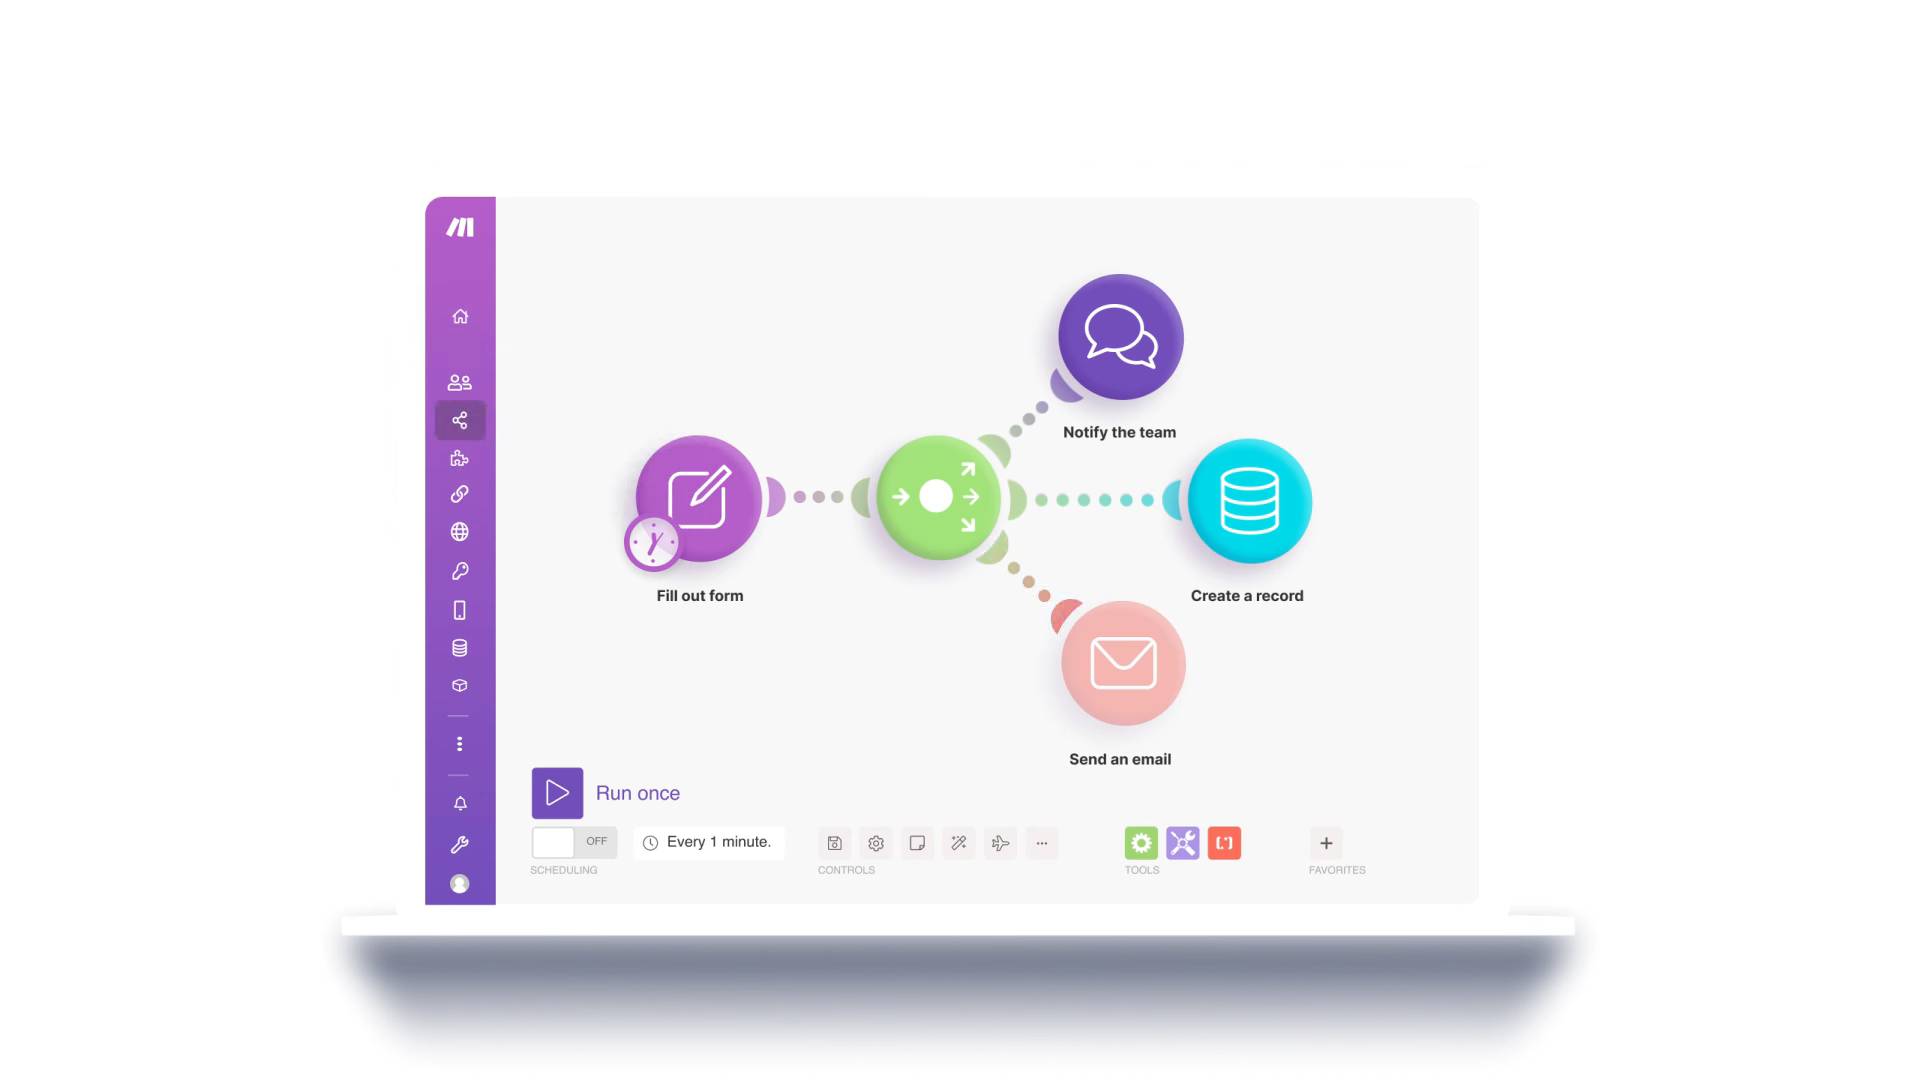 Notify the team
Fill out form
Create a record
Send an email
Run once
OFF
Every 1 minute.
SCHEDULING
CONTROLS
TOOLS
FAVORITES